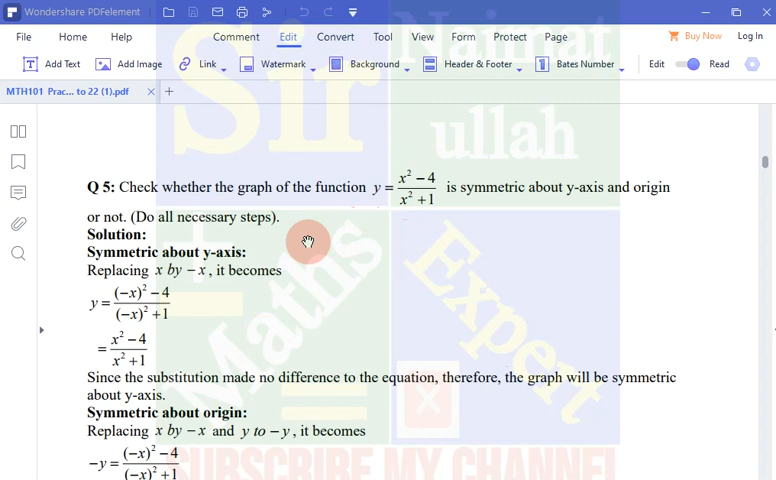 Wondershare PDFelement
File Home Help Comment Edit Convert Tool View Form Protect Page Buy Now Log In
Add Text Add Image Link Watermark Background Header & Footer Bates Number Edit Read
MTH101 Prac... to 22 (1).pdf
Sir Naimat
ullah
Q 5: Check whether the graph of the function y = (x² − 4)/(x² + 1) is symmetric about y-axis and origin
or not. (Do all necessary steps).
Solution:
Symmetric about y-axis:
Replacing x by − x, it becomes
y = ((−x)² − 4)/((−x)² + 1)
= (x² − 4)/(x² + 1)
Since the substitution made no difference to the equation, therefore, the graph will be symmetric
about y-axis.
Symmetric about origin:
Replacing x by − x and y to − y, it becomes
−y = ((−x)² − 4)/((−x)² + 1)
Maths Expert
SUBSCRIBE MY CHANNEL